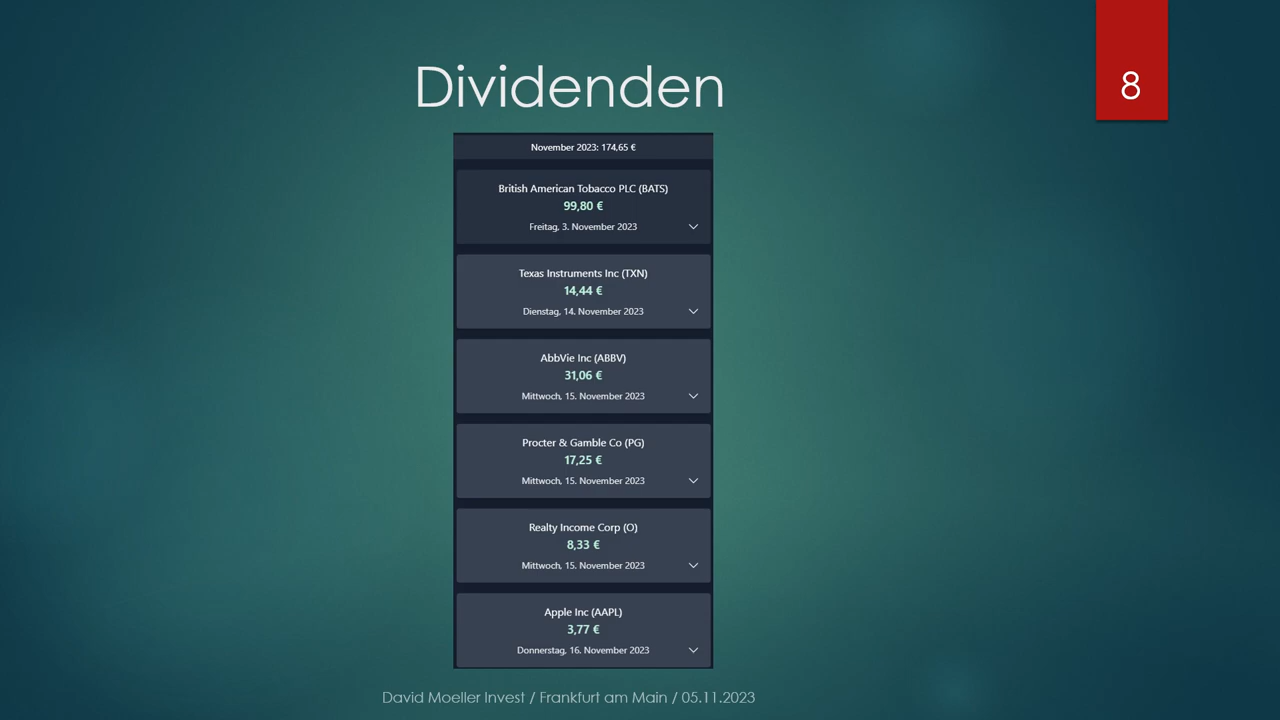 Dividenden
8
November 2023: 174,65 €
British American Tobacco PLC (BATS)
99,80 €
Freitag, 3. November 2023
Texas Instruments Inc (TXN)
14,44 €
Dienstag, 14. November 2023
AbbVie Inc (ABBV)
31,06 €
Mittwoch, 15. November 2023
Procter & Gamble Co (PG)
17,25 €
Mittwoch, 15. November 2023
Realty Income Corp (O)
8,33 €
Mittwoch, 15. November 2023
Apple Inc (AAPL)
3,77 €
Donnerstag, 16. November 2023
David Moeller Invest / Frankfurt am Main / 05.11.2023